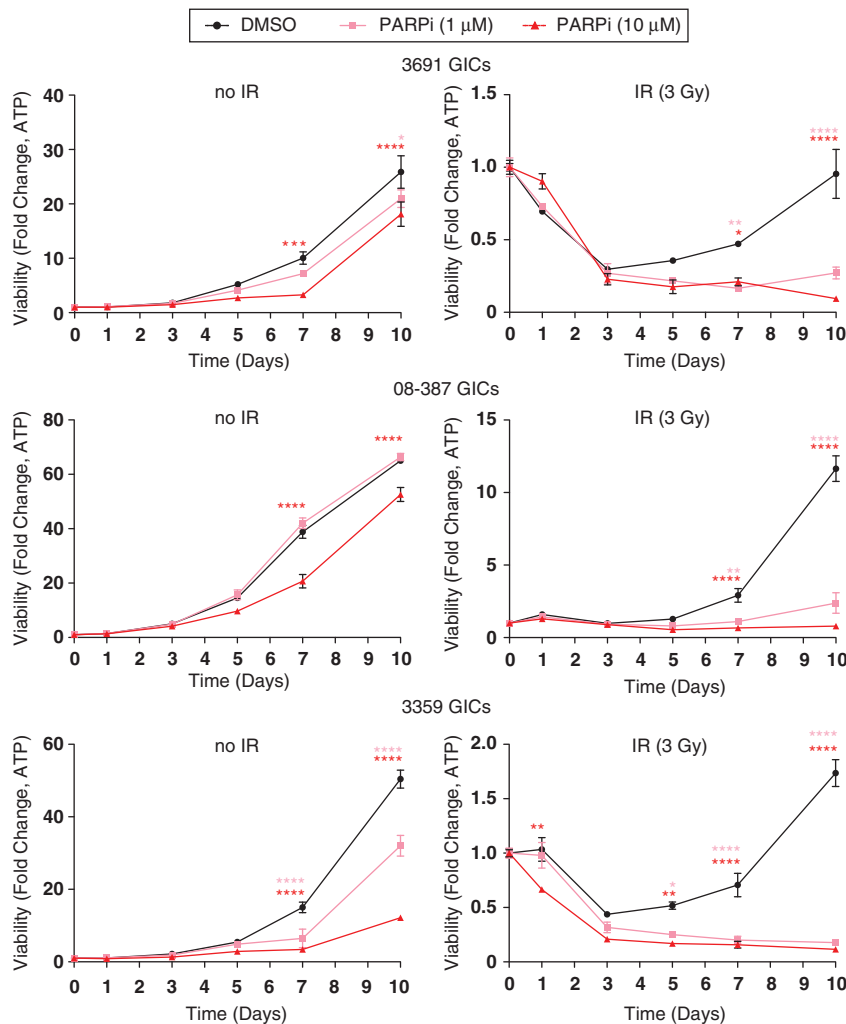 DMSO PARPi (1 μM) PARPi (10 μM)
3691 GICs
no IR
IR (3 Gy)
Viability (Fold Change, ATP)
40
30
20
10
0
*
****
***
0 1 2 3 4 5 6 7 8 9 10
Time (Days)
Viability (Fold Change, ATP)
1.5
1.0
0.5
0
****
****
**
*
0 1 2 3 4 5 6 7 8 9 10
Time (Days)
08-387 GICs
no IR
IR (3 Gy)
Viability (Fold Change, ATP)
80
60
40
20
0
****
****
0 1 2 3 4 5 6 7 8 9 10
Time (Days)
Viability (Fold Change, ATP)
15
10
5
0
****
****
**
****
0 1 2 3 4 5 6 7 8 9 10
Time (Days)
3359 GICs
no IR
IR (3 Gy)
Viability (Fold Change, ATP)
60
40
20
0
****
****
****
****
0 1 2 3 4 5 6 7 8 9 10
Time (Days)
Viability (Fold Change, ATP)
2.0
1.5
1.0
0.5
0
****
****
**
****
****
*
**
0 1 2 3 4 5 6 7 8 9 10
Time (Days)